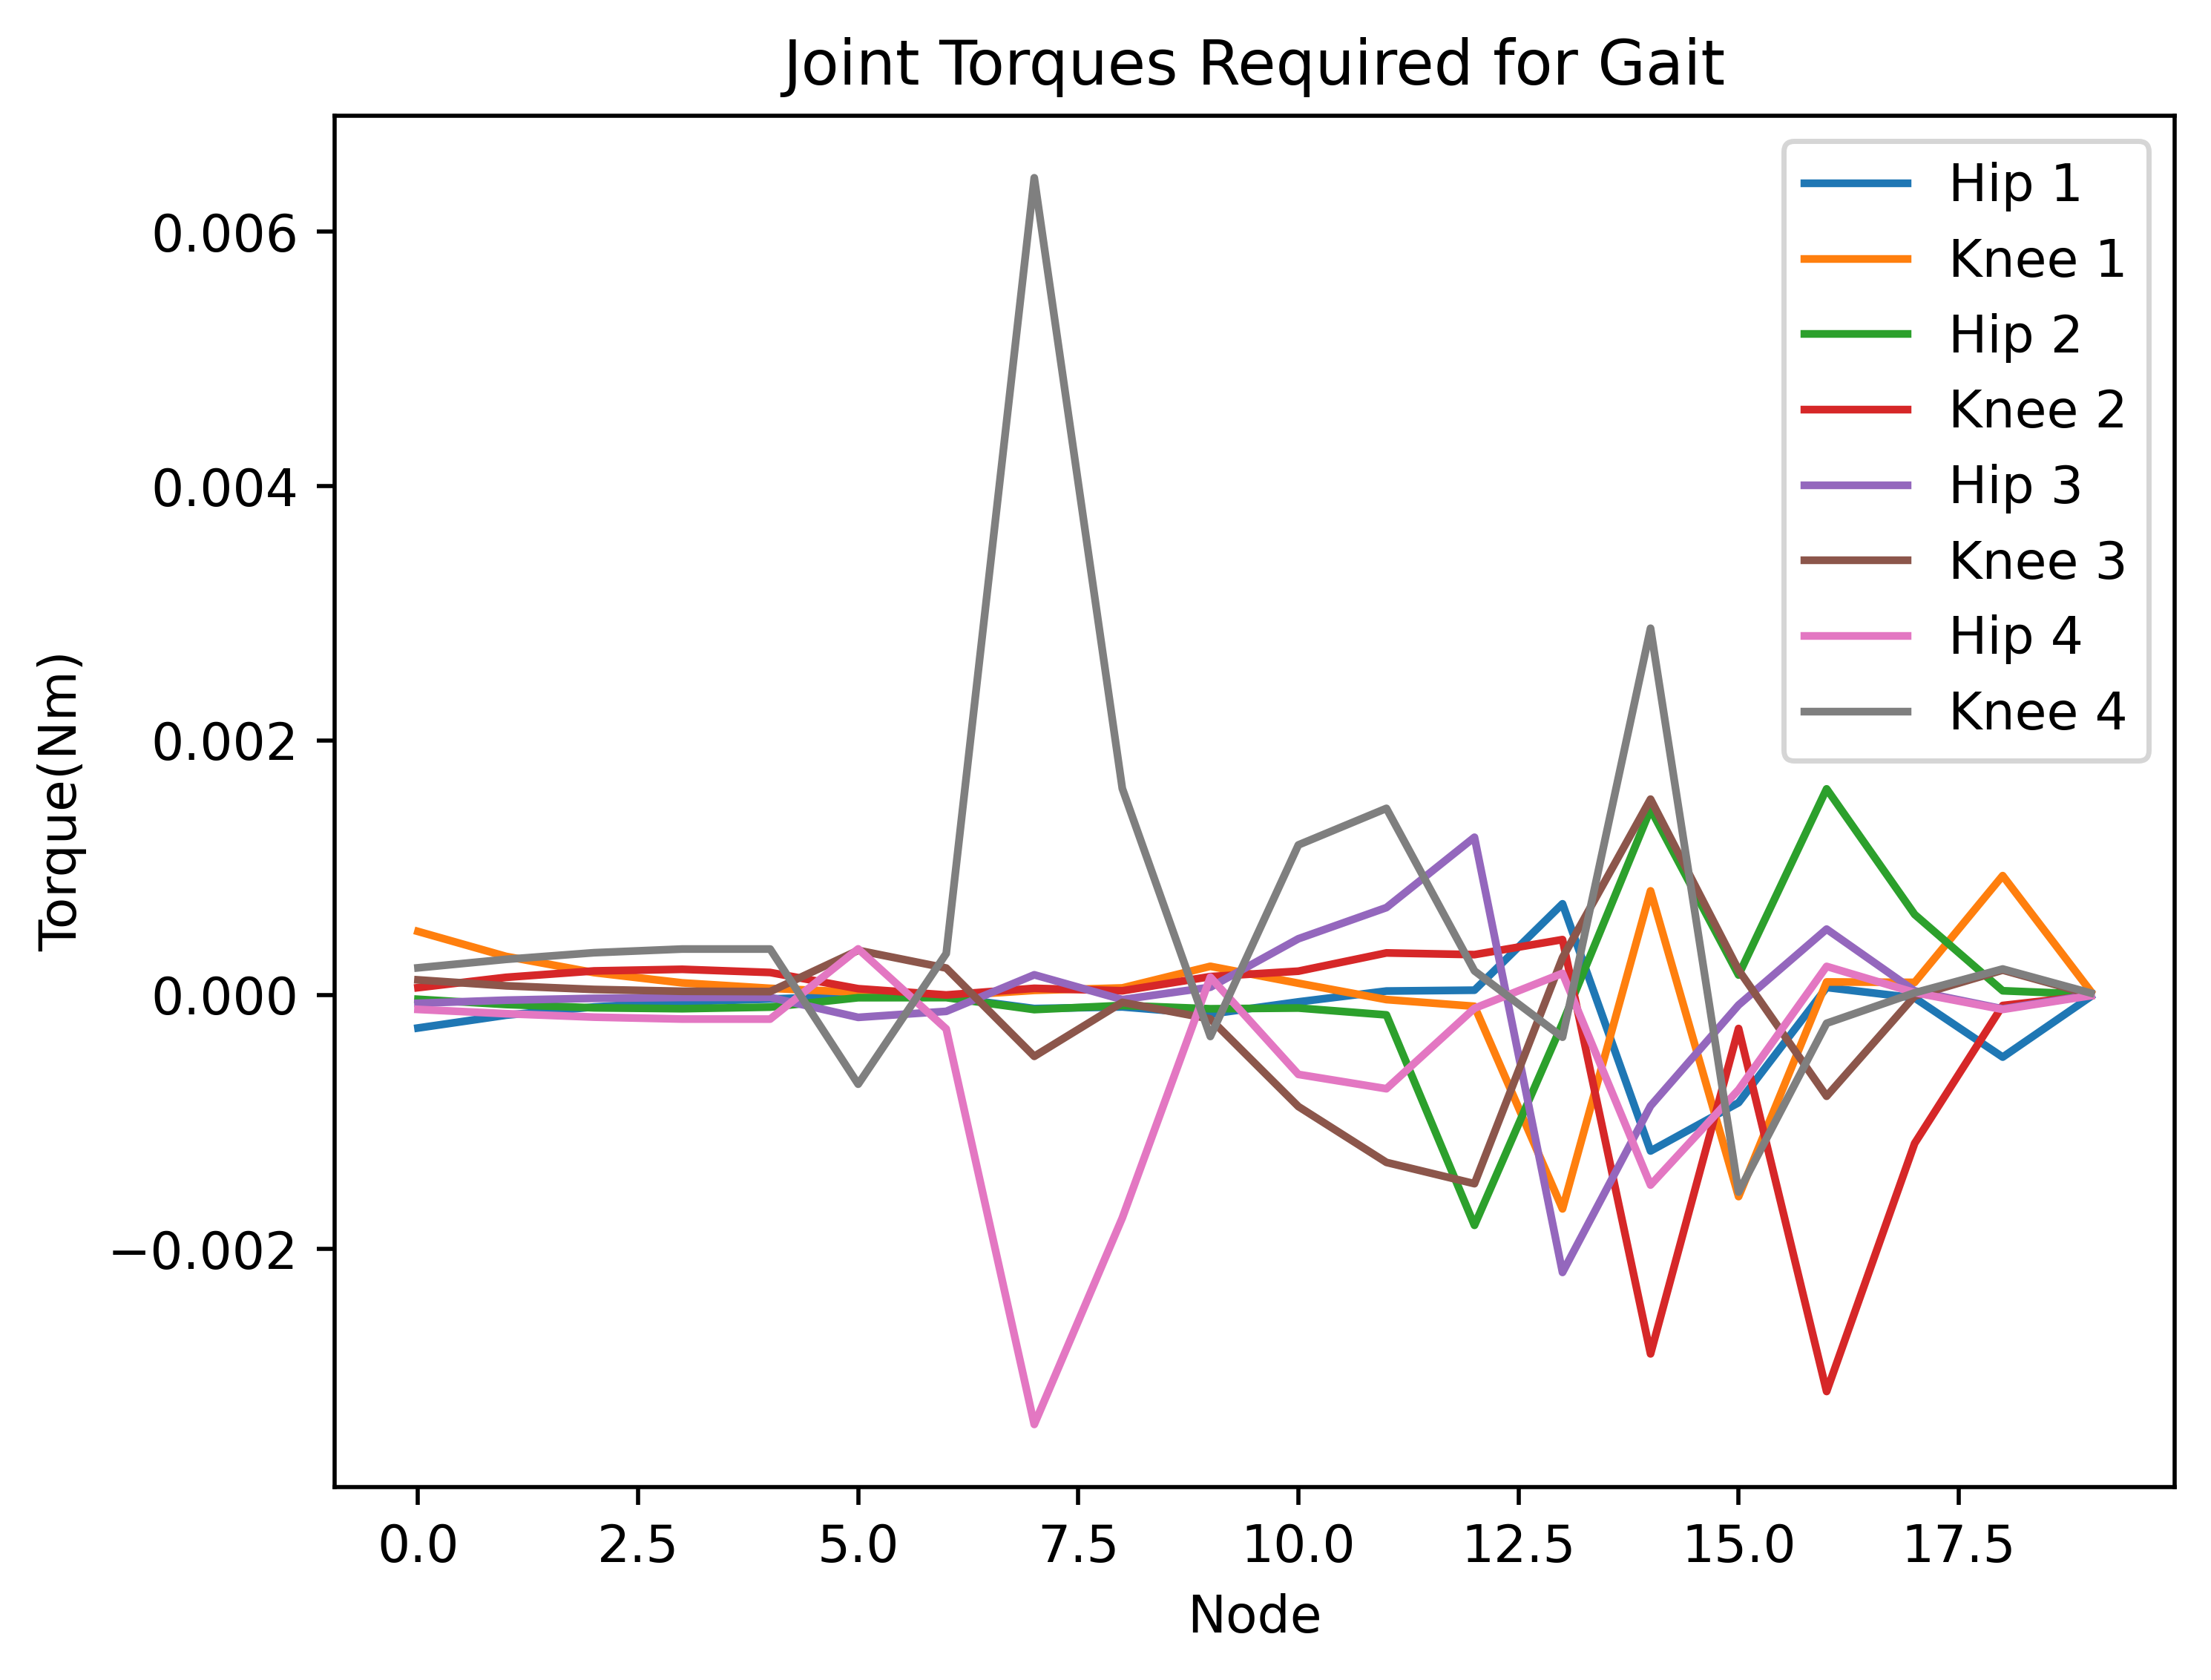 Joint Torques Required for Gait
Torque(Nm)
0.006
0.004
0.002
0.000
−0.002
0.0 2.5 5.0 7.5 10.0 12.5 15.0 17.5
Node
Hip 1
Knee 1
Hip 2
Knee 2
Hip 3
Knee 3
Hip 4
Knee 4